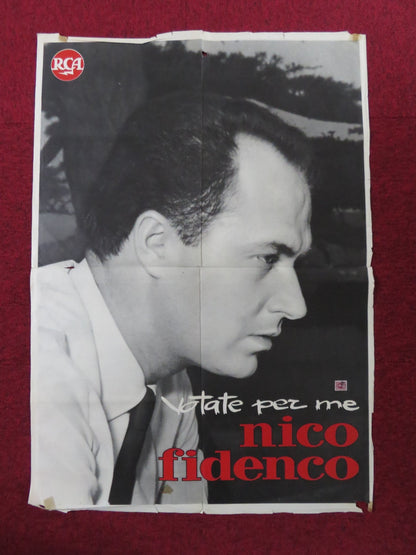 RCA
votate per me
nico
fidenco